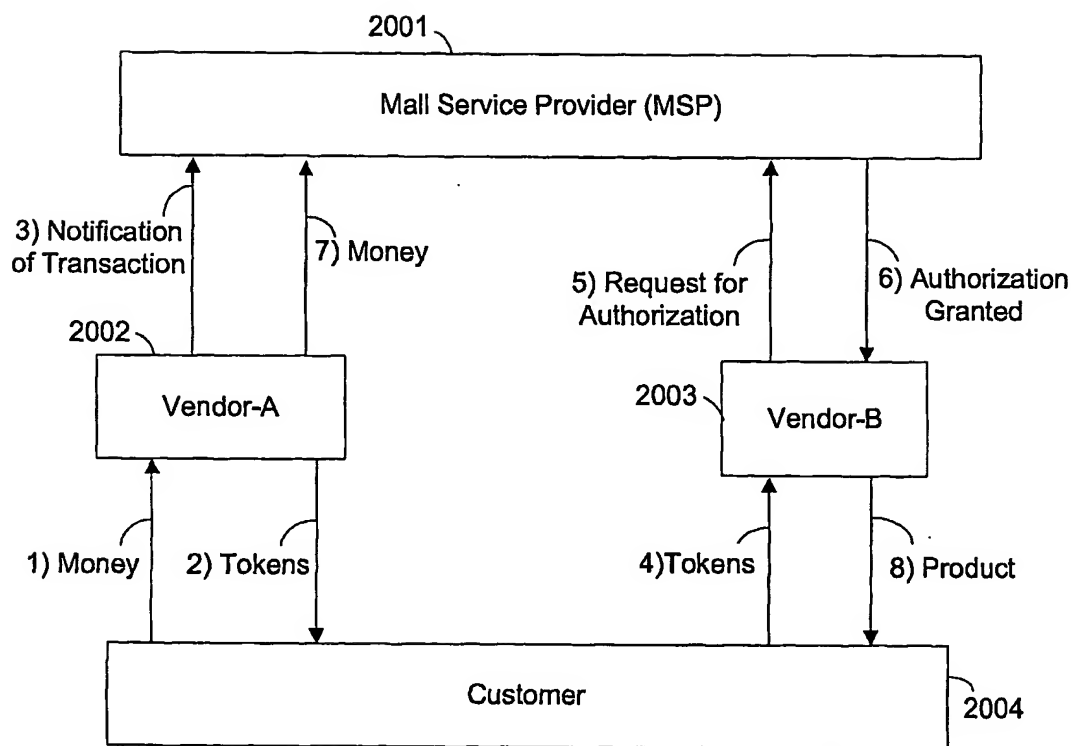 2001
Mall Service Provider (MSP)
3) Notification
of Transaction
7) Money
5) Request for
Authorization
6) Authorization
Granted
2002
Vendor-A
2003
Vendor-B
1) Money
2) Tokens
4)Tokens
8) Product
Customer
2004